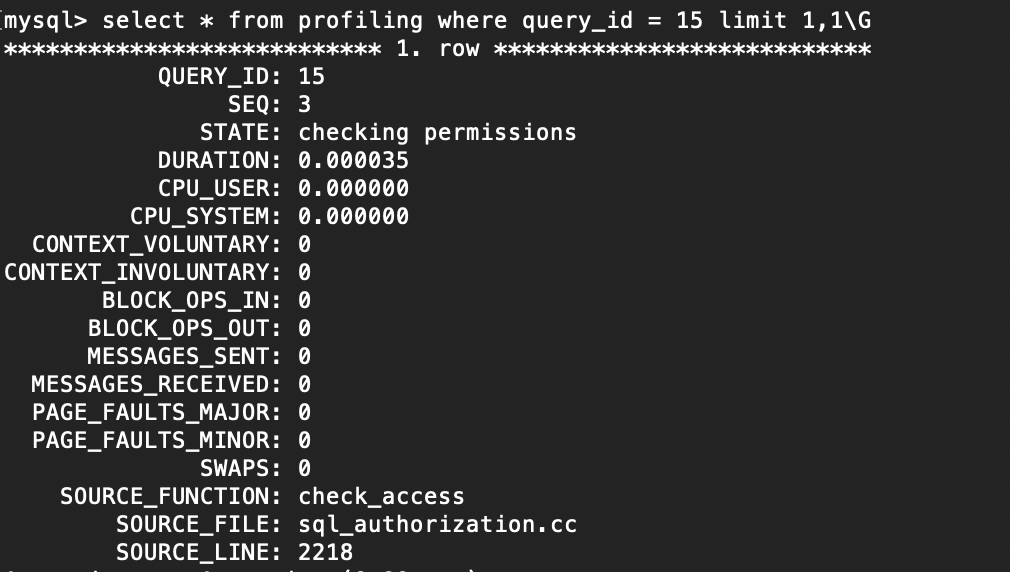 [mysql> select * from profiling where query_id = 15 limit 1,1\G
*************************** 1. row ***************************
QUERY_ID: 15
SEQ: 3
STATE: checking permissions
DURATION: 0.000035
CPU_USER: 0.000000
CPU_SYSTEM: 0.000000
CONTEXT_VOLUNTARY: 0
CONTEXT_INVOLUNTARY: 0
BLOCK_OPS_IN: 0
BLOCK_OPS_OUT: 0
MESSAGES_SENT: 0
MESSAGES_RECEIVED: 0
PAGE_FAULTS_MAJOR: 0
PAGE_FAULTS_MINOR: 0
SWAPS: 0
SOURCE_FUNCTION: check_access
SOURCE_FILE: sql_authorization.cc
SOURCE_LINE: 2218